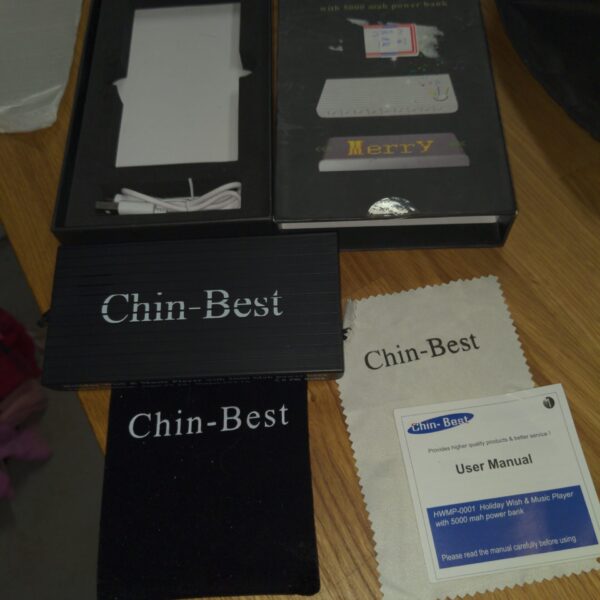 with 5000 mah power bank
Merry
Chin-Best
Chin-Best
Chin-Best
Chin-Best
Provides higher quality products & better service !
User Manual
HWMP-0001 Holiday Wish & Music Player
with 5000 mah power bank
Please read the manual carefully before using